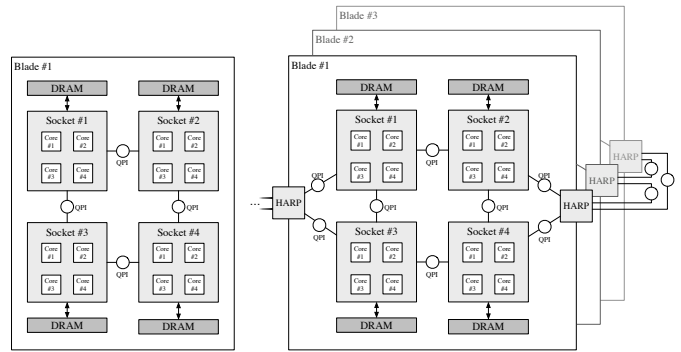 Blade #3
Blade #2
Blade #1
Blade #1
DRAM
DRAM
DRAM
DRAM
Socket #1
Socket #2
Socket #1
Socket #2
Core #1
Core #2
Core #1
Core #2
Core #1
Core #2
Core #1
Core #2
Core #3
Core #4
Core #3
Core #4
Core #3
Core #4
Core #3
Core #4
QPI
QPI
HARP
HARP
QPI
QPI
...
HARP
HARP
QPI
QPI
QPI
QPI
Socket #3
Socket #4
Socket #3
Socket #4
QPI
QPI
Core #1
Core #2
Core #1
Core #2
Core #1
Core #2
Core #1
Core #2
QPI
QPI
Core #3
Core #4
Core #3
Core #4
Core #3
Core #4
Core #3
Core #4
DRAM
DRAM
DRAM
DRAM